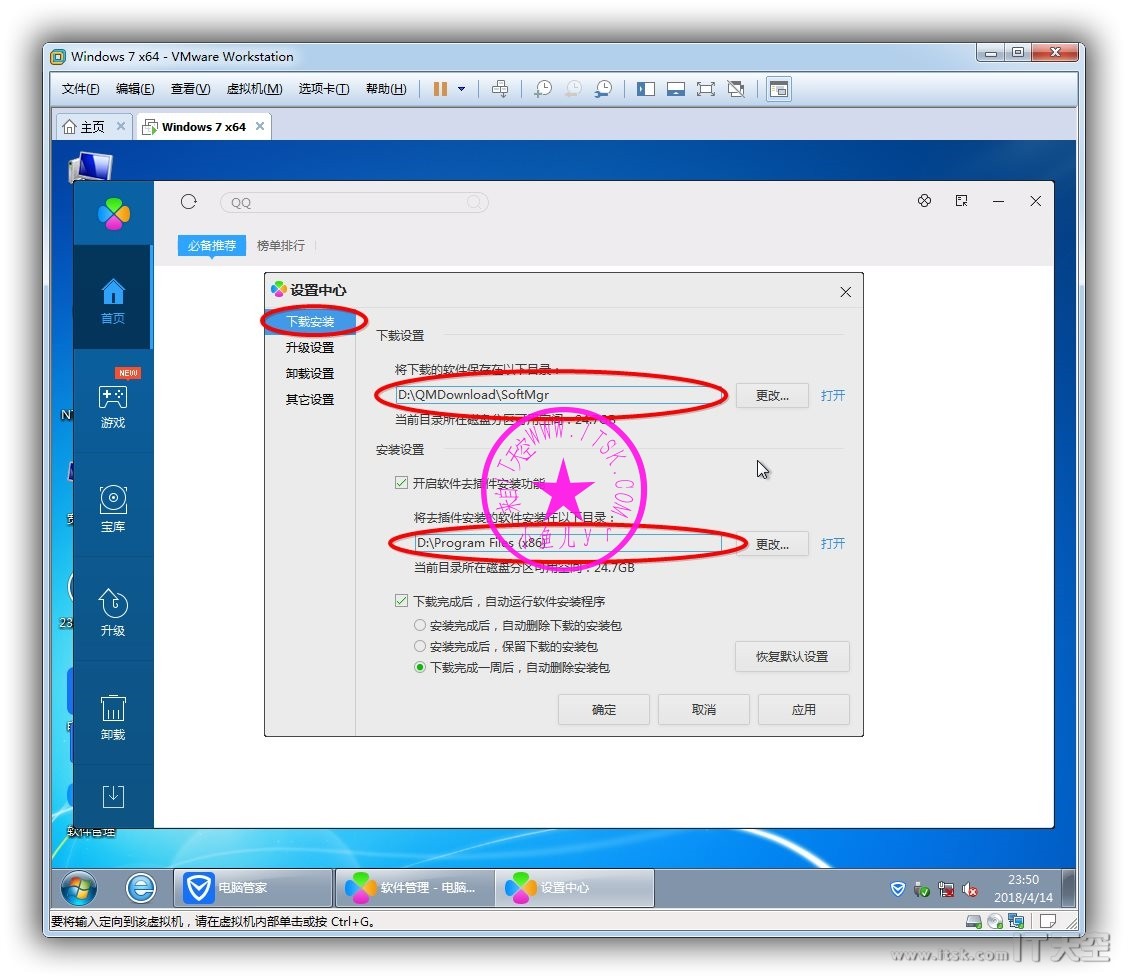 Windows 7 x64 - VMware Workstation
文件(F) 编辑(E) 查看(V) 虚拟机(M) 选项卡(T) 帮助(H)
主页 Windows 7 x64
QQ
必备推荐 榜单排行
首页
NEW
游戏
宝库
升级
卸载
软件管理
设置中心
下载安装
升级设置
卸载设置
其它设置
下载设置
将下载的软件保存在以下目录:
D:\QMDownload\SoftMgr 更改... 打开
当前目录所在磁盘分区可用空间:24.7GB
安装设置
开启软件去插件安装功能
将去插件安装的软件安装在以下目录:
D:\Program Files (x86) 更改... 打开
当前目录所在磁盘分区可用空间:24.7GB
下载完成后,自动运行软件安装程序
安装完成后,自动删除下载的安装包
安装完成后,保留下载的安装包
下载完成一周后,自动删除安装包
恢复默认设置
确定 取消 应用
来自IT天空WWW.ITSK.COM
小鱼儿yr
电脑管家 软件管理 - 电脑... 设置中心
23:50
2018/4/14
要将输入定向到该虚拟机,请在虚拟机内部单击或按 Ctrl+G。
www.itsk.com IT天空